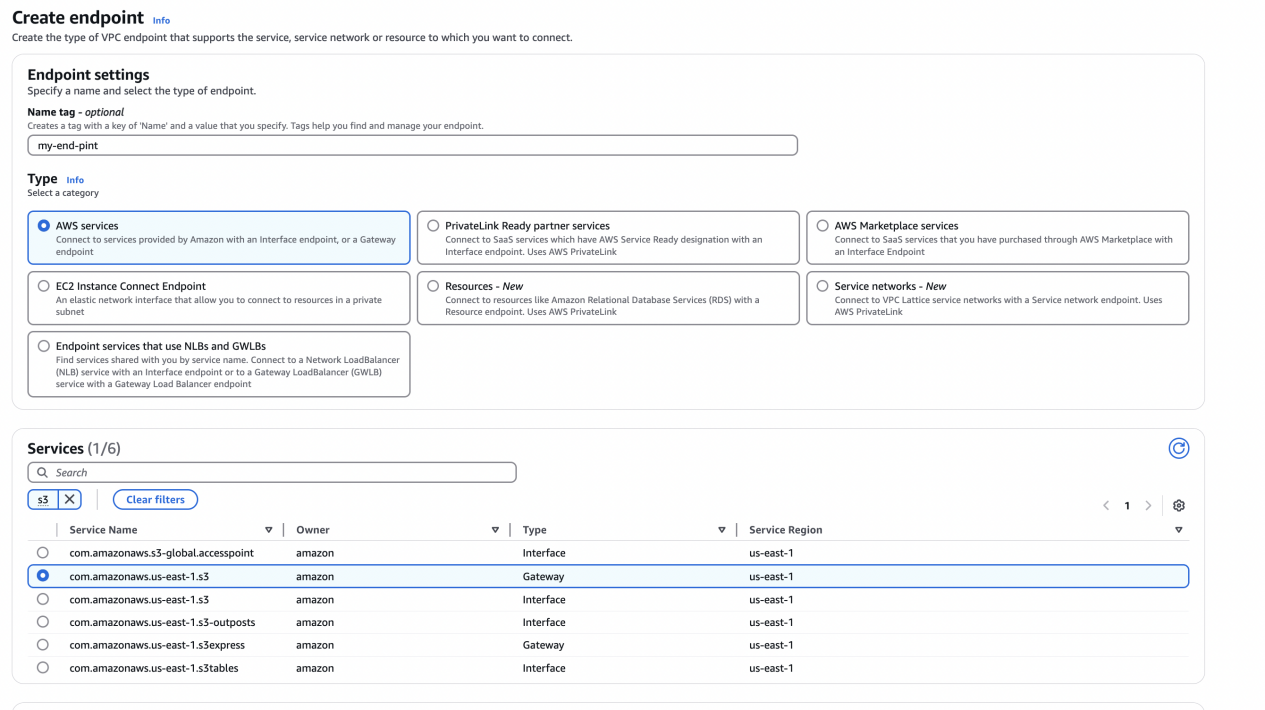 Create endpoint Info
Create the type of VPC endpoint that supports the service, service network or resource to which you want to connect.
Endpoint settings
Specify a name and select the type of endpoint.
Name tag - optional
Creates a tag with a key of 'Name' and a value that you specify. Tags help you find and manage your endpoint.
my-end-pint
Type Info
Select a category
AWS services
Connect to services provided by Amazon with an Interface endpoint, or a Gateway
endpoint
PrivateLink Ready partner services
Connect to SaaS services which have AWS Service Ready designation with an
Interface endpoint. Uses AWS PrivateLink
AWS Marketplace services
Connect to SaaS services that you have purchased through AWS Marketplace with
an Interface Endpoint
EC2 Instance Connect Endpoint
An elastic network interface that allow you to connect to resources in a private
subnet
Resources - New
Connect to resources like Amazon Relational Database Services (RDS) with a
Resource endpoint. Uses AWS PrivateLink
Service networks - New
Connect to VPC Lattice service networks with a Service network endpoint. Uses
AWS PrivateLink
Endpoint services that use NLBs and GWLBs
Find services shared with you by service name. Connect to a Network LoadBalancer
(NLB) service with an Interface endpoint or to a Gateway LoadBalancer (GWLB)
service with a Gateway Load Balancer endpoint
Services (1/6)
Search
s3 Clear filters
1
Service Name Owner Type Service Region
com.amazonaws.s3-global.accesspoint amazon Interface us-east-1
com.amazonaws.us-east-1.s3 amazon Gateway us-east-1
com.amazonaws.us-east-1.s3 amazon Interface us-east-1
com.amazonaws.us-east-1.s3-outposts amazon Interface us-east-1
com.amazonaws.us-east-1.s3express amazon Gateway us-east-1
com.amazonaws.us-east-1.s3tables amazon Interface us-east-1